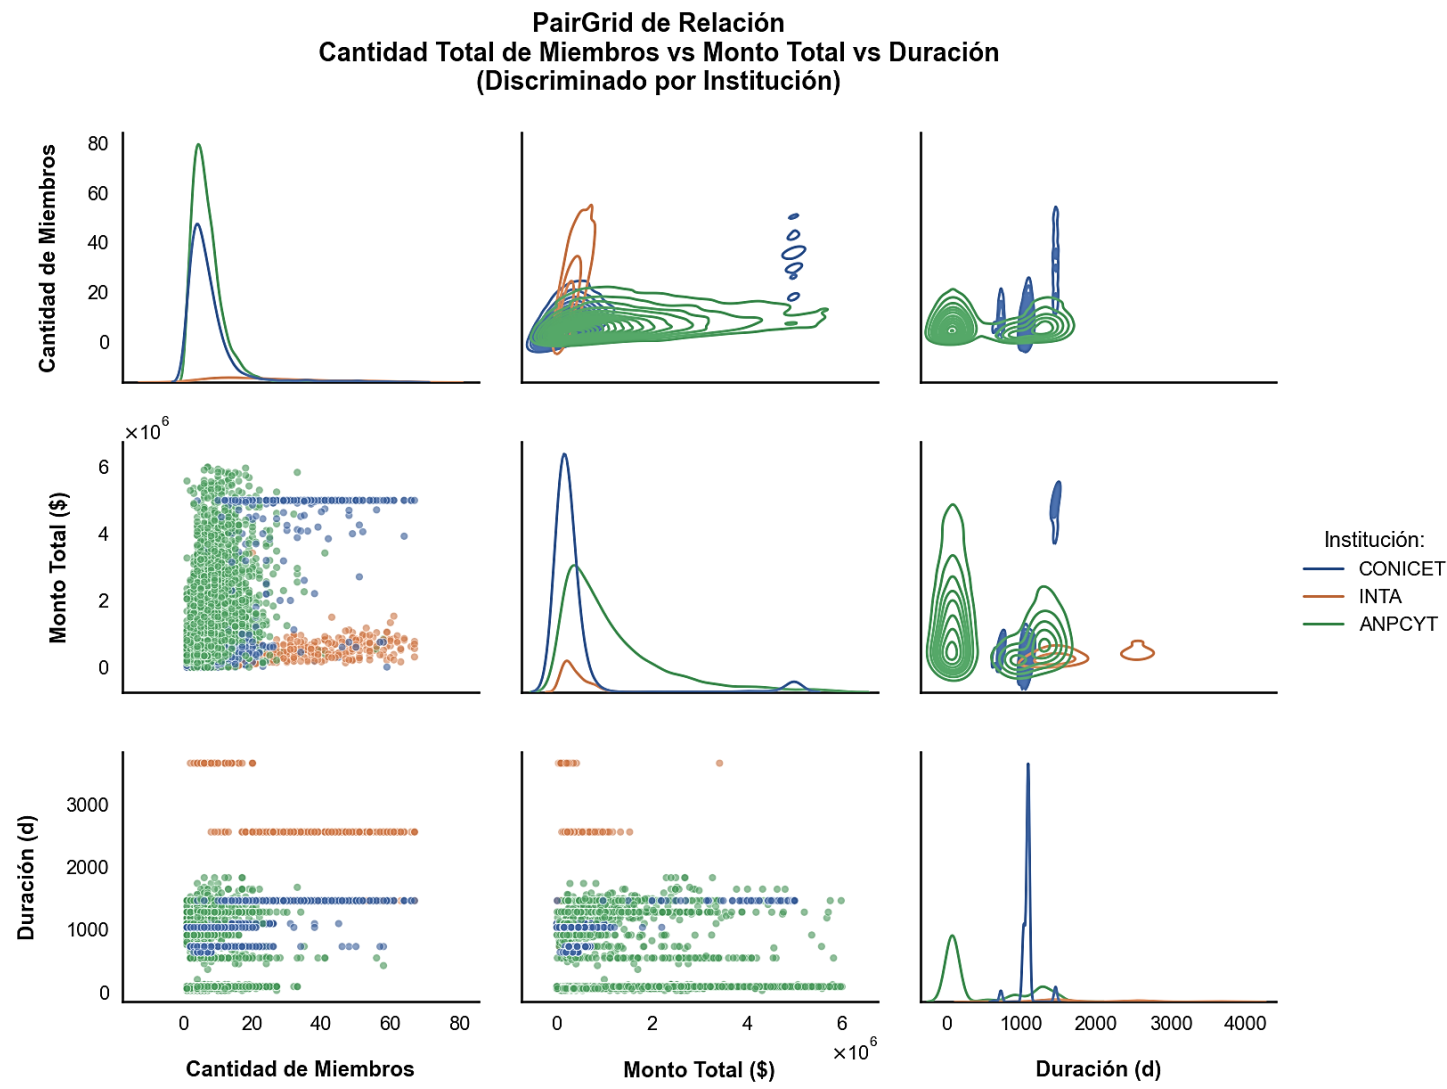 PairGrid de Relación
Cantidad Total de Miembros vs Monto Total vs Duración
(Discriminado por Institución)
Cantidad de Miembros
80
60
40
20
0
×10⁶
Monto Total ($)
6
4
2
0
Institución:
CONICET
INTA
ANPCYT
Duración (d)
3000
2000
1000
0
0 20 40 60 80
0 2 4 6
0 1000 2000 3000 4000
×10⁶
Cantidad de Miembros
Monto Total ($)
Duración (d)